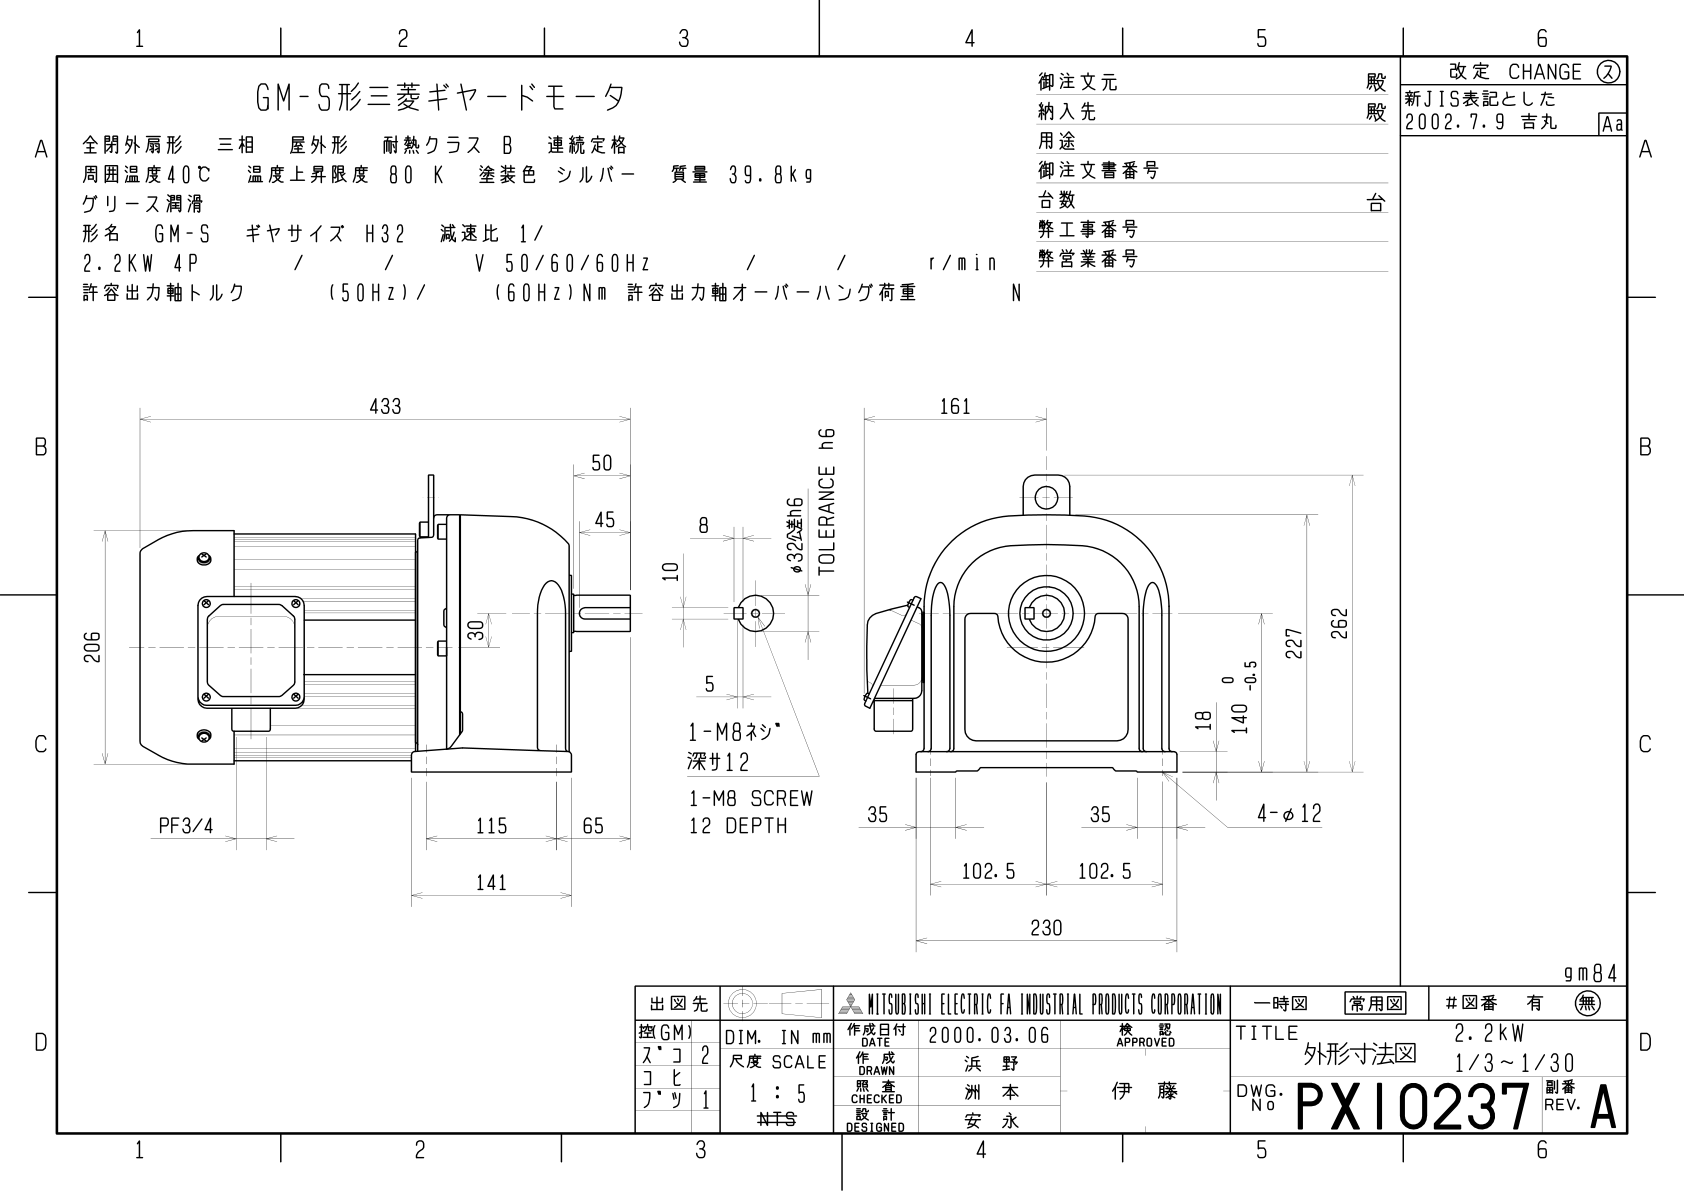 1 2 3 4 5 6
改定 CHANGE ス
新JIS表記とした
2002.7.9 吉丸 Aa
GM-S形三菱ギヤードモータ
全閉外扇形 三相 屋外形 耐熱クラス B 連続定格
周囲温度40℃ 温度上昇限度 80 K 塗装色 シルバー 質量 39.8kg
グリース潤滑
形名 GM-S ギヤサイズ H32 減速比 1/
2.2KW 4P / / V 50/60/60Hz / / r/min
許容出力軸トルク (50Hz)/ (60Hz)Nm 許容出力軸オーバーハング荷重 N
御注文元 殿
納入先 殿
用途
御注文書番号
台数 台
弊工事番号
弊営業番号
A A
B B
C C
D D
433
50
45
206
30
PF3/4
115
65
141
8
10
5
φ32公差h6
TOLERANCE h6
1-M8ネジ
深サ12
1-M8 SCREW
12 DEPTH
161
262
227
140 0 -0.5
18
35
35
4-φ12
102.5
102.5
230
gm84
出図先
控(GM)
ズコ 2
コヒ
ブツ 1
DIM. IN mm
尺度 SCALE
1 : 5
NTS
MITSUBISHI ELECTRIC FA INDUSTRIAL PRODUCTS CORPORATION
作成日付 DATE 2000.03.06
検認 APPROVED
作成 DRAWN 浜野
照査 CHECKED 洲本
設計 DESIGNED 安永
伊藤
一時図 常用図 #図番 有 無
TITLE 外形寸法図
2.2kW
1/3~1/30
DWG. No PX10237
副番 REV. A
1 2 3 4 5 6